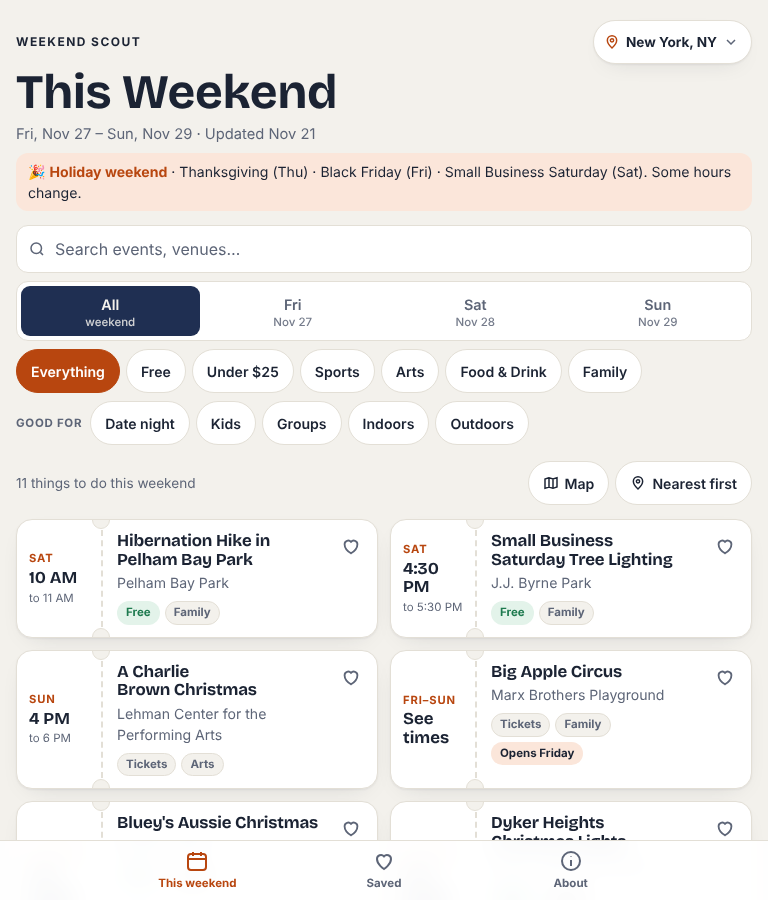 WEEKEND SCOUT
New York, NY
This Weekend
Fri, Nov 27 – Sun, Nov 29 · Updated Nov 21
🎉 Holiday weekend · Thanksgiving (Thu) · Black Friday (Fri) · Small Business Saturday (Sat). Some hours
change.
Search events, venues...
All
weekend
Fri
Nov 27
Sat
Nov 28
Sun
Nov 29
Everything
Free
Under $25
Sports
Arts
Food & Drink
Family
GOOD FOR
Date night
Kids
Groups
Indoors
Outdoors
11 things to do this weekend
Map
Nearest first
SAT
10 AM
to 11 AM
Hibernation Hike in
Pelham Bay Park
Pelham Bay Park
Free
Family
SAT
4:30
PM
to 5:30 PM
Small Business
Saturday Tree Lighting
J.J. Byrne Park
Free
Family
SUN
4 PM
to 6 PM
A Charlie
Brown Christmas
Lehman Center for the
Performing Arts
Tickets
Arts
FRI–SUN
See
times
Big Apple Circus
Marx Brothers Playground
Tickets
Family
Opens Friday
Bluey's Aussie Christmas
Dyker Heights
Christmas Lights
This weekend
Saved
About